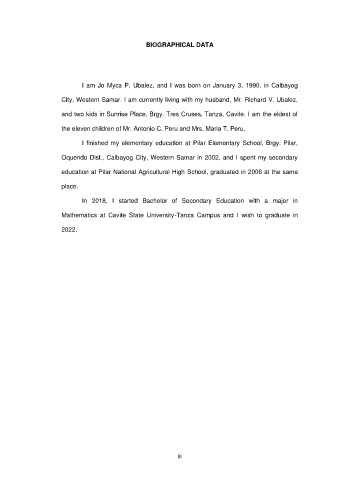 BIOGRAPHICAL DATA
I am Jo Myca P. Ubalez, and I was born on January 3, 1990, in Calbayog
City, Western Samar. I am currently living with my husband, Mr. Richard V. Ubalez,
and two kids in Sunrise Place, Brgy. Tres Cruses, Tanza, Cavite. I am the eldest of
the eleven children of Mr. Antonio C. Peru and Mrs. Maria T. Peru.
I finished my elementary education at Pilar Elementary School, Brgy. Pilar,
Oquendo Dist., Calbayog City, Western Samar in 2002, and I spent my secondary
education at Pilar National Agricultural High School, graduated in 2006 at the same
place.
In 2018, I started Bachelor of Secondary Education with a major in
Mathematics at Cavite State University-Tanza Campus and I wish to graduate in
2022.
iii